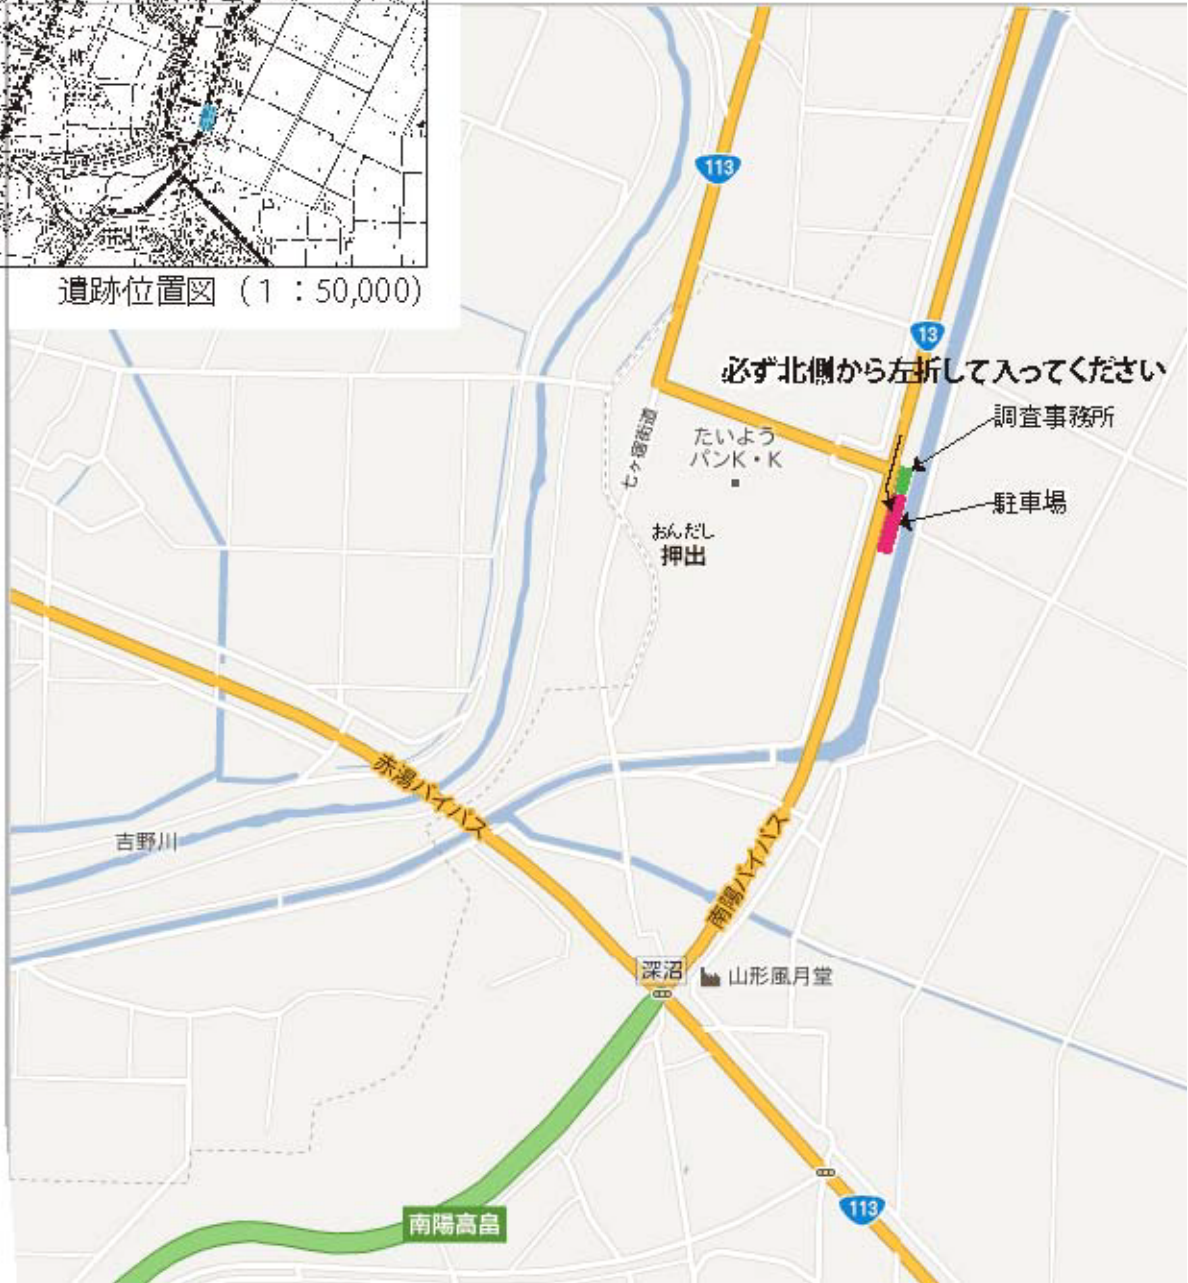 遺跡位置図（1：50,000）
113
13
必ず北側から左折して入ってください
調査事務所
たいよう
パンK・K
七ヶ宿街道
駐車場
おんだし
押出
赤湯バイパス
吉野川
南陽バイパス
深沼
山形風月堂
113
南陽高畠